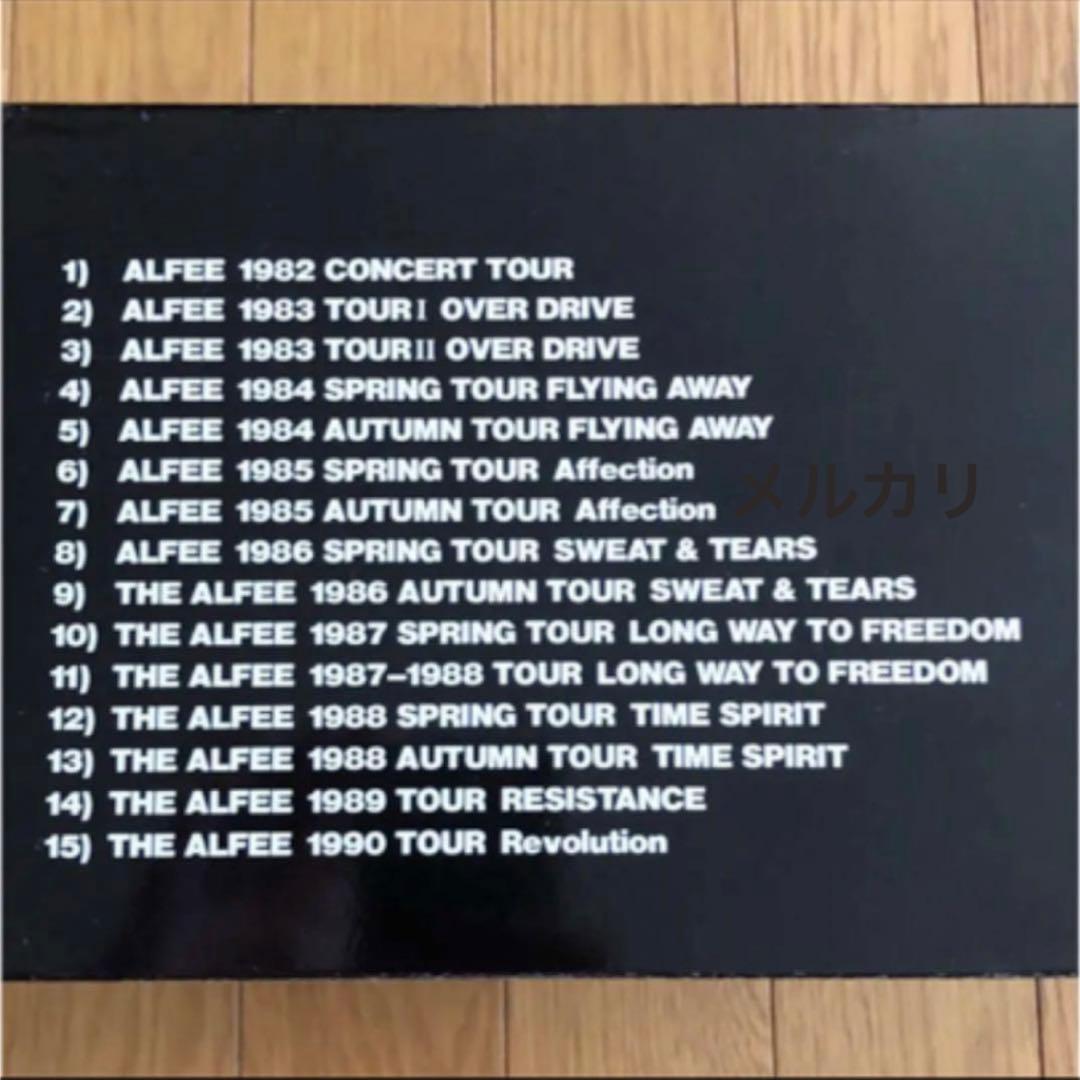 1) ALFEE 1982 CONCERT TOUR
2) ALFEE 1983 TOUR I OVER DRIVE
3) ALFEE 1983 TOUR II OVER DRIVE
4) ALFEE 1984 SPRING TOUR FLYING AWAY
5) ALFEE 1984 AUTUMN TOUR FLYING AWAY
6) ALFEE 1985 SPRING TOUR Affection
メルカリ
7) ALFEE 1985 AUTUMN TOUR Affection
8) ALFEE 1986 SPRING TOUR SWEAT & TEARS
9) THE ALFEE 1986 AUTUMN TOUR SWEAT & TEARS
10) THE ALFEE 1987 SPRING TOUR LONG WAY TO FREEDOM
11) THE ALFEE 1987–1988 TOUR LONG WAY TO FREEDOM
12) THE ALFEE 1988 SPRING TOUR TIME SPIRIT
13) THE ALFEE 1988 AUTUMN TOUR TIME SPIRIT
14) THE ALFEE 1989 TOUR RESISTANCE
15) THE ALFEE 1990 TOUR Revolution